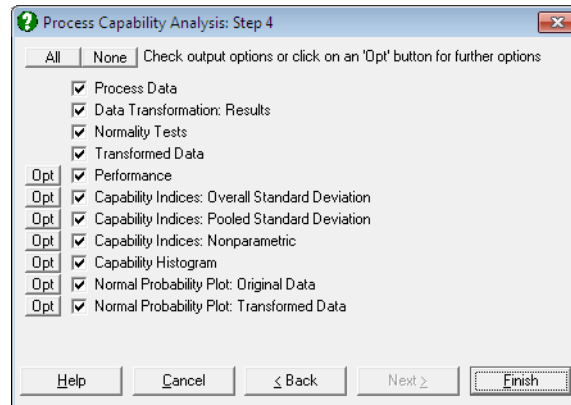 Process Capability Analysis: Step 4
All None Check output options or click on an 'Opt' button for further options
Process Data
Data Transformation: Results
Normality Tests
Transformed Data
Opt Performance
Opt Capability Indices: Overall Standard Deviation
Opt Capability Indices: Pooled Standard Deviation
Opt Capability Indices: Nonparametric
Opt Capability Histogram
Opt Normal Probability Plot: Original Data
Opt Normal Probability Plot: Transformed Data
Help Cancel < Back Next > Finish